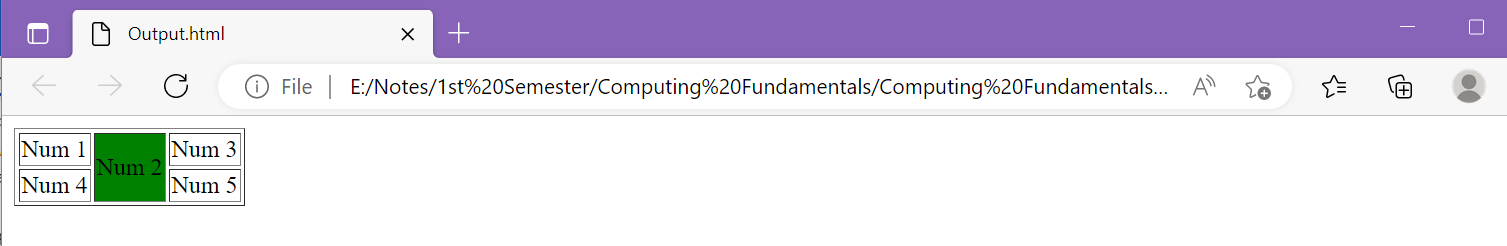 Output.html
File | E:/Notes/1st%20Semester/Computing%20Fundamentals/Computing%20Fundamentals...
Num 1 Num 2 Num 3
Num 4 Num 5